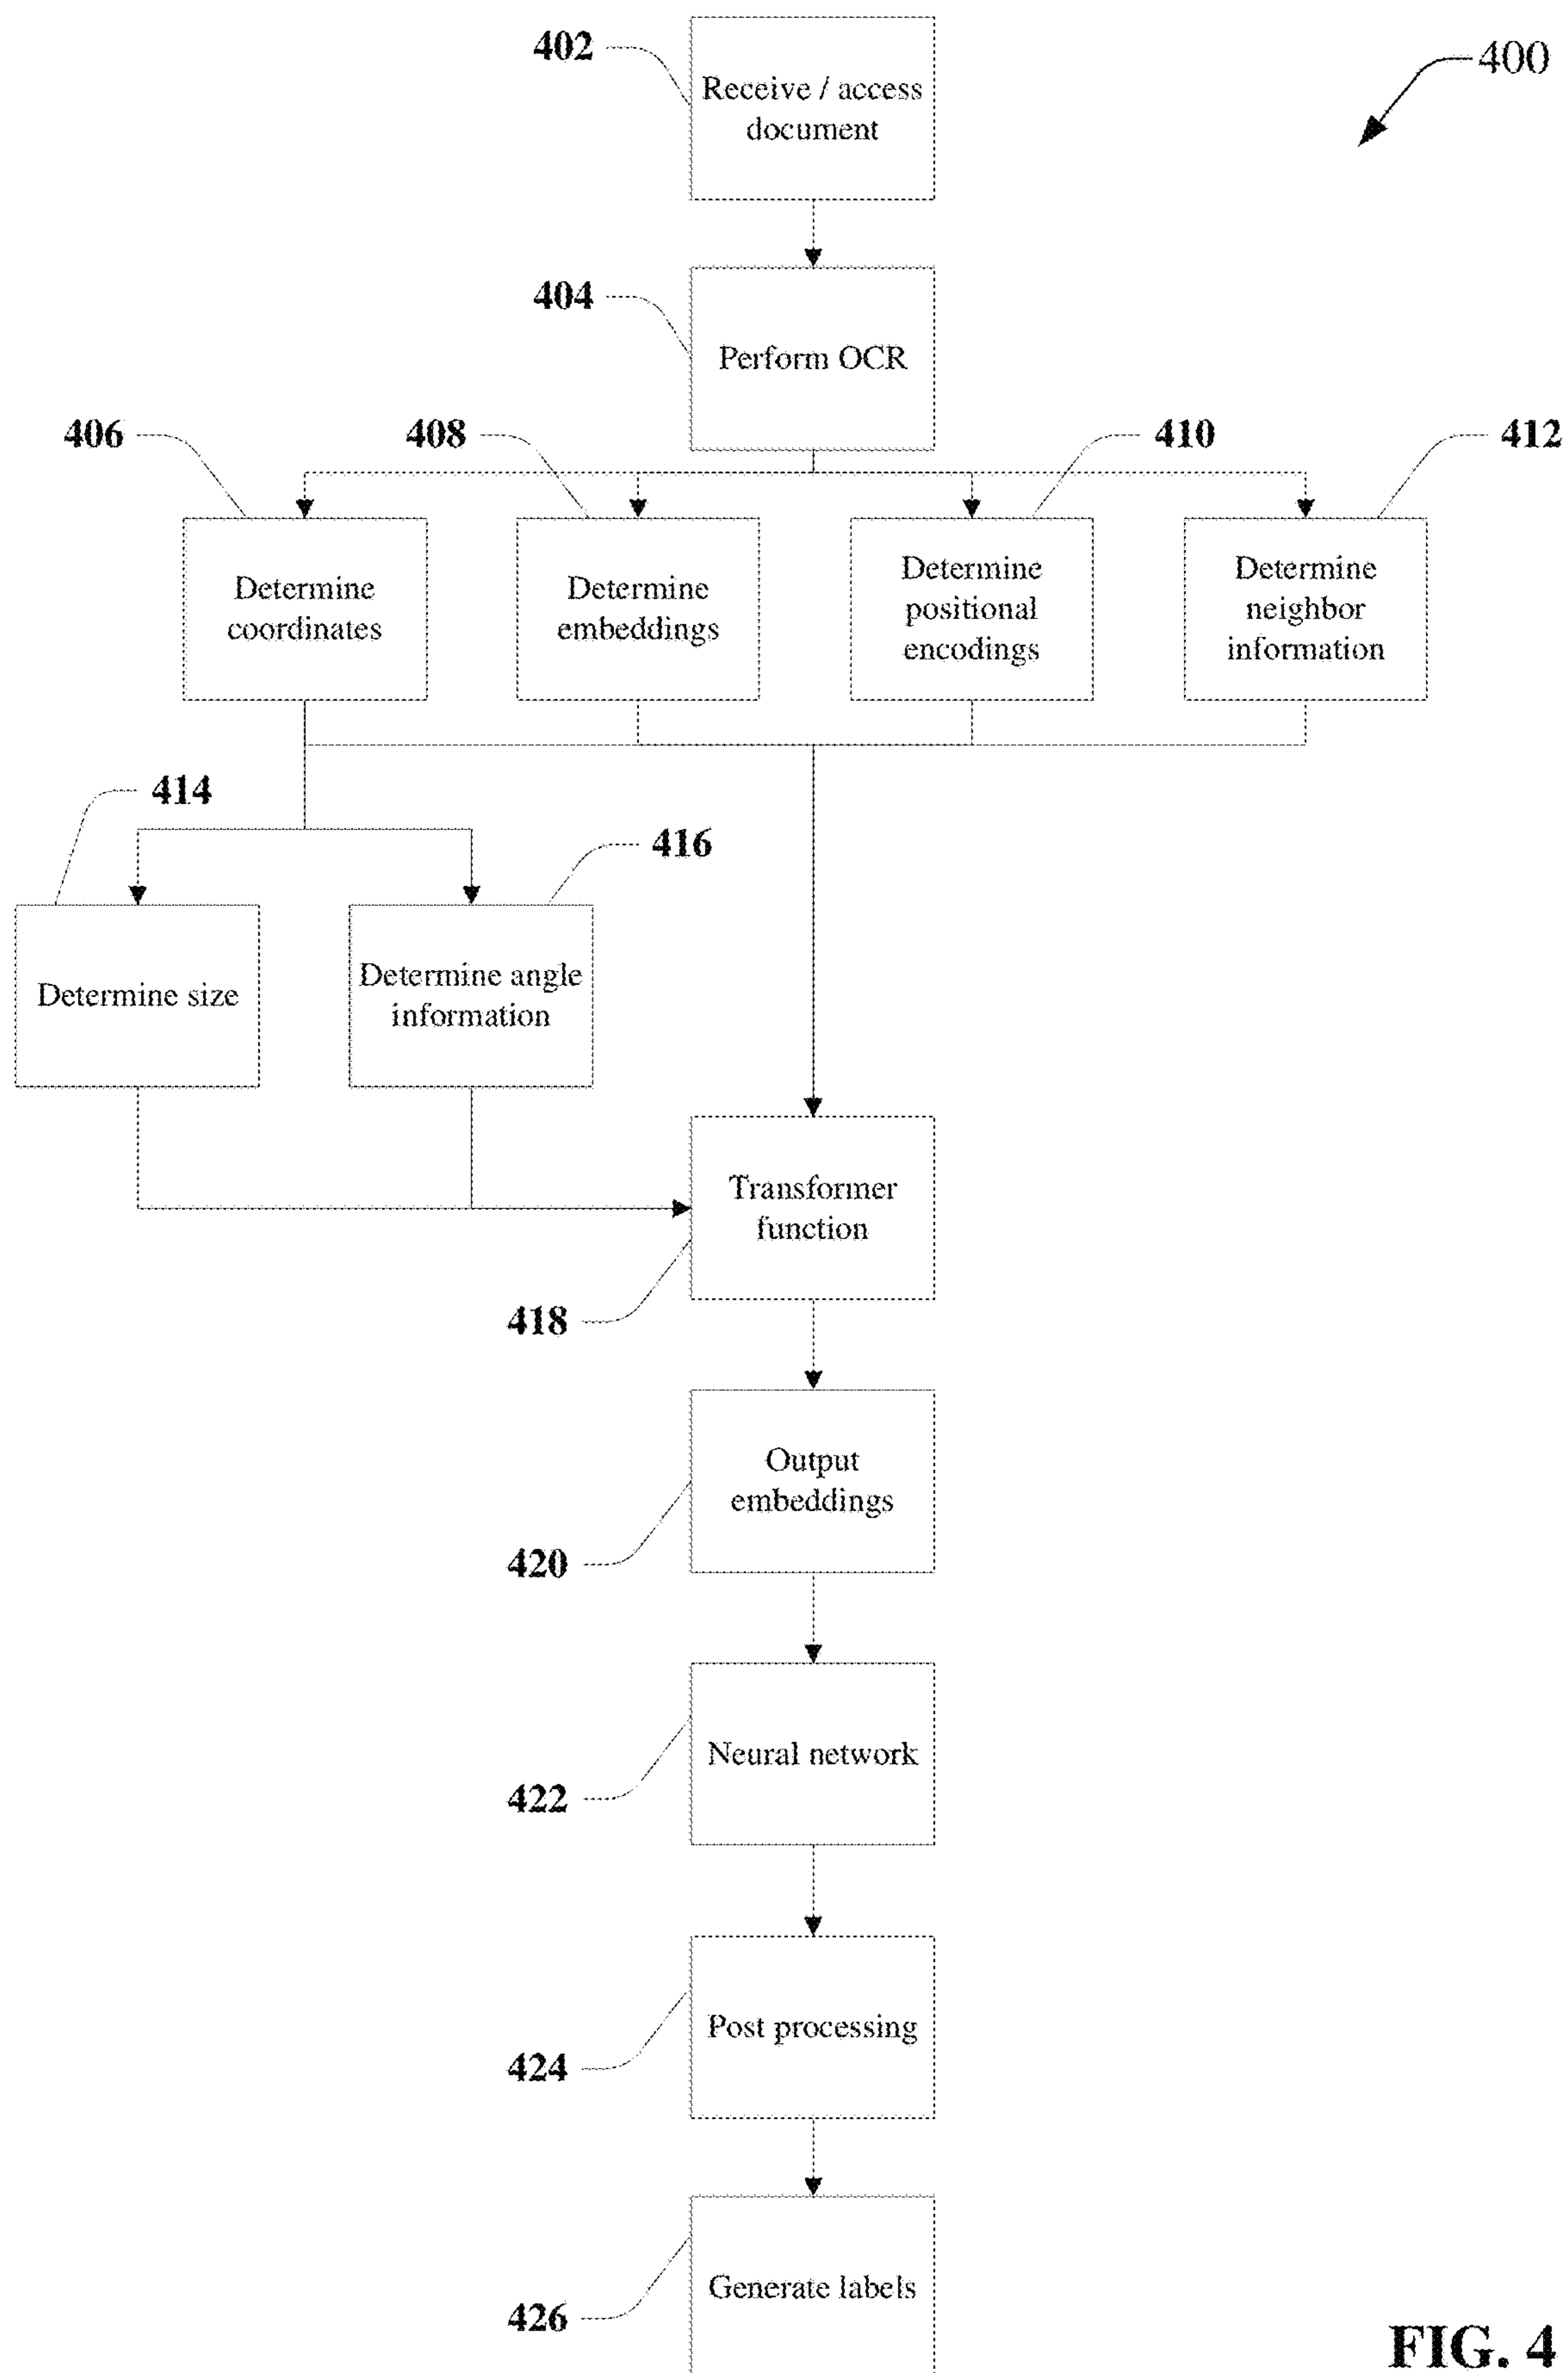 402
Receive / access
document
400
404
Perform OCR
406
408
410
412
Determine
coordinates
Determine
embeddings
Determine
positional
encodings
Determine
neighbor
information
414
416
Determine size
Determine angle
information
Transformer
function
418
Output
embeddings
420
Neural network
422
Post processing
424
Generate labels
426
FIG. 4